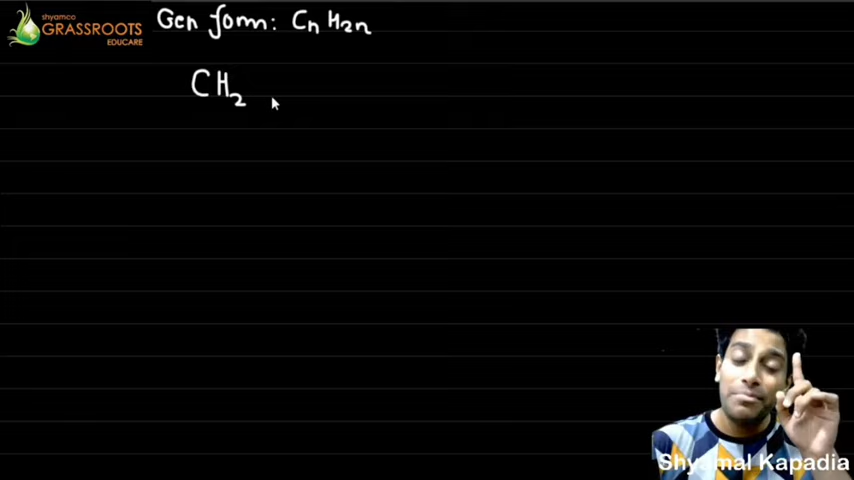 shyamco
GRASSROOTS
EDUCARE
Gen form: CnH2n
CH2
Shyamal Kapadia